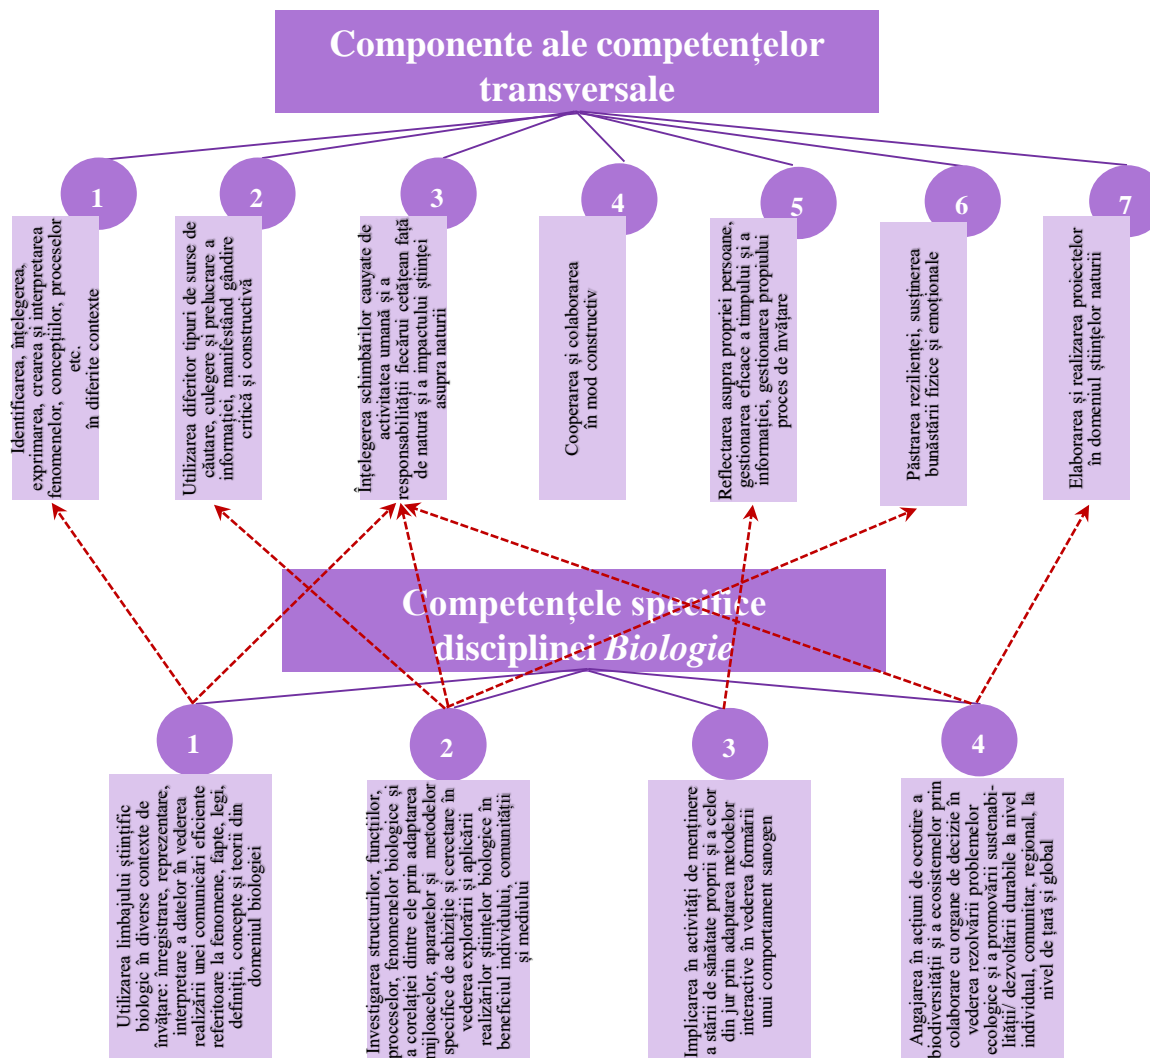 Componente ale competențelor
transversale
1
2
3
4
5
6
7
Identificarea, înțelegerea,
exprimarea, crearea și interpretarea
fenomenelor, concepțiilor, proceselor
etc.
în diferite contexte
Utilizarea diferitor tipuri de surse de
căutare, culegere și prelucrare a
informației, manifestând gândire
critică și constructivă
Înțelegerea schimbărilor cauyate de
activitatea umană și a
responsabilității fiecărui cetățean față
de natură și a impactului științei
asupra naturii
Cooperarea și colaborarea
în mod constructiv
Reflectarea asupra propriei persoane,
gestionarea eficace a timpului și a
informației, gestionarea propiului
proces de învățare
Păstrarea rezilienței, susținerea
bunăstării fizice și emoționale
Elaborarea și realizarea proiectelor
în domeniul științelor naturii
Competențele specifice
disciplinei Biologie
1
2
3
4
Utilizarea limbajului științific
biologic în diverse contexte de
învățare: înregistrare, reprezentare,
interpretare a datelor în vederea
realizării unei comunicări eficiente
referitoare la fenomene, fapte, legi,
definiții, concepte și teorii din
domeniul biologiei
Investigarea structurilor, funcțiilor,
proceselor, fenomenelor biologice și
a corelației dintre ele prin adaptarea
mijloacelor, aparatelor și metodelor
specifice de achiziție și cercetare în
vederea explorării și aplicării
realizărilor științelor biologice în
beneficiul individului, comunității
și mediului
Implicarea în activități de menținere
a stării de sănătate proprii și a celor
din jur prin adaptarea metodelor
interactive în vederea formării
unui comportament sanogen
Angajarea în acțiuni de ocrotire a
biodiversității și a ecosistemelor prin
colaborare cu organe de decizie în
vederea rezolvării problemelor
ecologice și a promovării sustenabi-
lității/ dezvoltării durabile la nivel
individual, comunitar, regional, la
nivel de țară și global